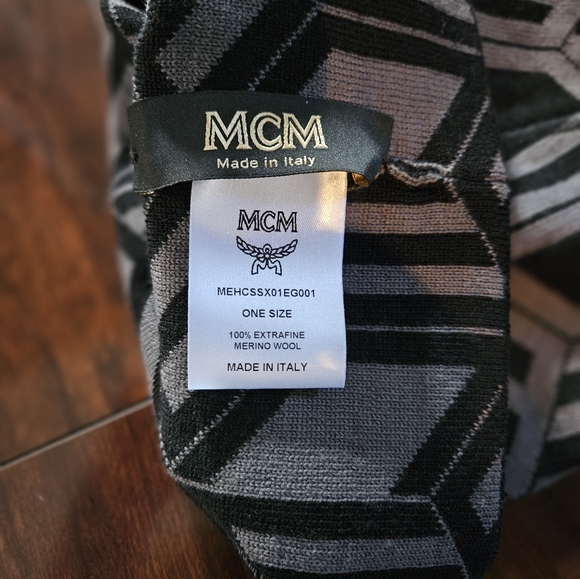 MCM
Made in Italy
MCM
MEHCSSX01EG001
ONE SIZE
100% EXTRAFINE
MERINO WOOL
MADE IN ITALY